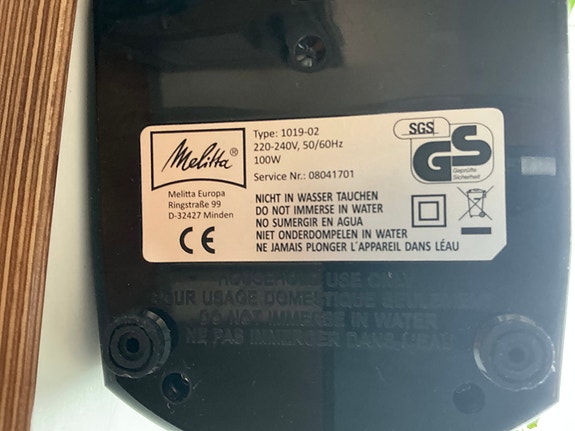 Melitta®
Melitta Europa
Ringstraße 99
D-32427 Minden
CE
Type: 1019-02
220-240V, 50/60Hz
100W
Service Nr.: 08041701
SGS
GS
Geprüfte
Sicherheit
NICHT IN WASSER TAUCHEN
DO NOT IMMERSE IN WATER
NO SUMERGIR EN AGUA
NIET ONDERDOMPELEN IN WATER
NE JAMAIS PLONGER L'APPAREIL DANS LÉAU
HOUSEHOLD USE ONLY
POUR USAGE DOMESTIQUE SEULEMENT
DO NOT IMMERSE IN WATER
NE PAS IMMERGER DANS L'EAU